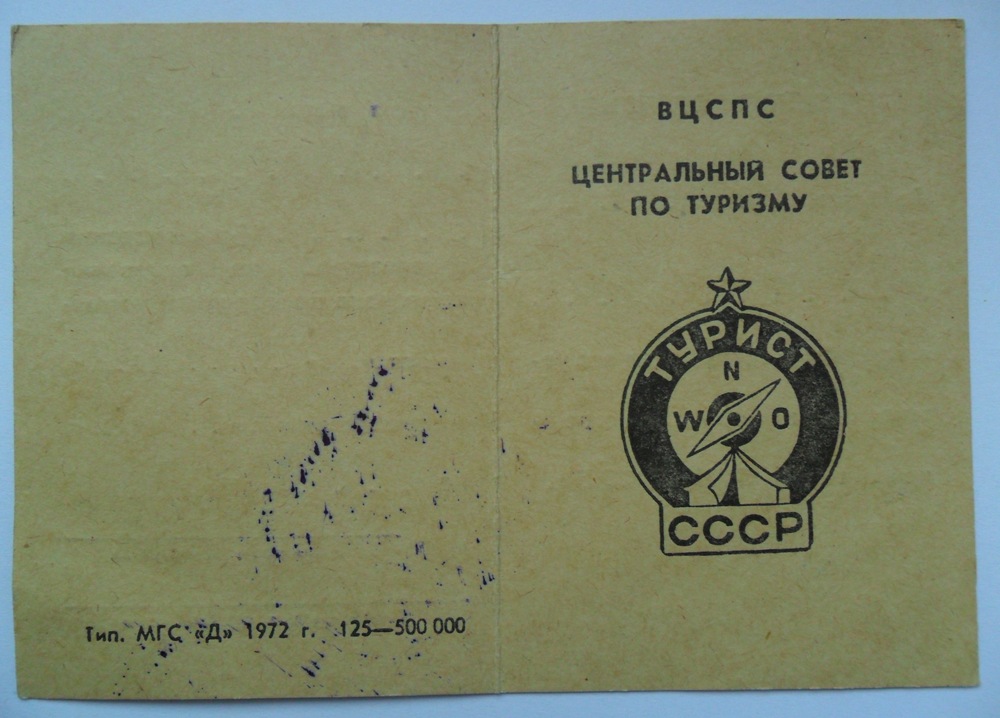 ВЦСПС
ЦЕНТРАЛЬНЫЙ СОВЕТ
ПО ТУРИЗМУ
ТУРИСТ
N
W O
СССР
Тип. МГС «Д» 1972 г. 125—500 000